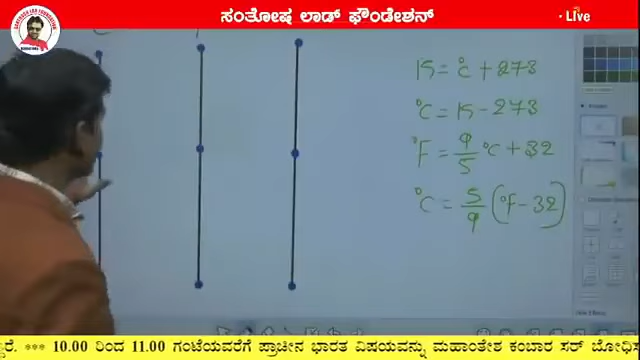 ಸಂತೋಷ ಲಾಡ್ ಫೌಂಡೇಶನ್
Live
K = °C + 273
°C = K - 273
°F = 9/5 °C + 32
°C = 5/9 (°F - 32)
*** 10.00 ರಿಂದ 11.00 ಗಂಟೆಯವರೆಗೆ ಪ್ರಾಚೀನ ಭಾರತ ವಿಷಯವನ್ನು ಮಹಾಂತೇಶ ಕಂಬಾರ ಸರ್